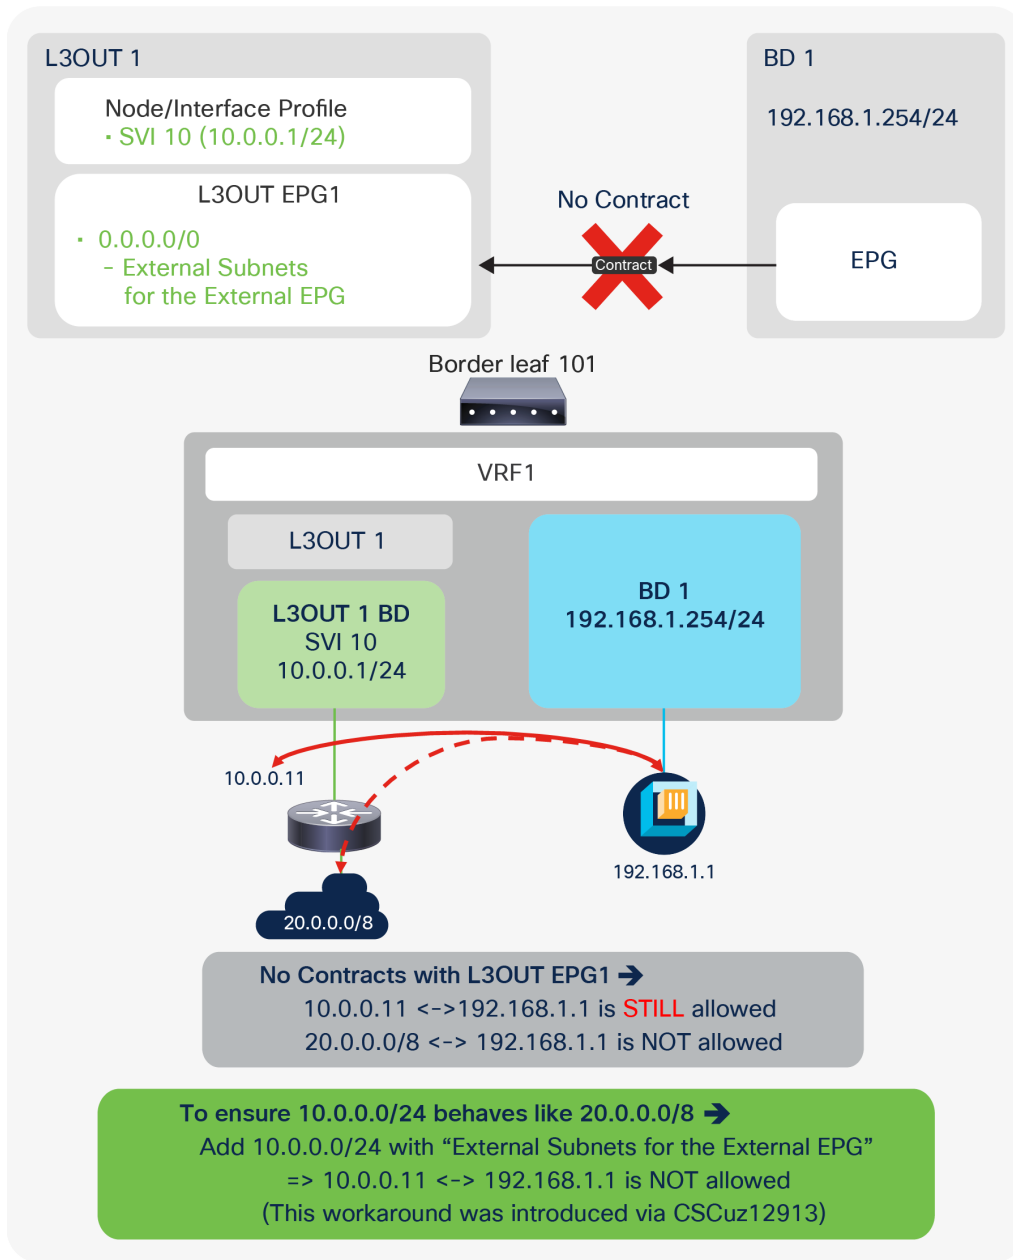 L3OUT 1
Node/Interface Profile
· SVI 10 (10.0.0.1/24)
L3OUT EPG1
· 0.0.0.0/0
– External Subnets
for the External EPG
No Contract
Contract
BD 1
192.168.1.254/24
EPG
Border leaf 101
VRF1
L3OUT 1
L3OUT 1 BD
SVI 10
10.0.0.1/24
BD 1
192.168.1.254/24
10.0.0.11
192.168.1.1
20.0.0.0/8
No Contracts with L3OUT EPG1 ➔
10.0.0.11 <->192.168.1.1 is STILL allowed
20.0.0.0/8 <-> 192.168.1.1 is NOT allowed
To ensure 10.0.0.0/24 behaves like 20.0.0.0/8 ➔
Add 10.0.0.0/24 with “External Subnets for the External EPG”
=> 10.0.0.11 <-> 192.168.1.1 is NOT allowed
(This workaround was introduced via CSCuz12913)